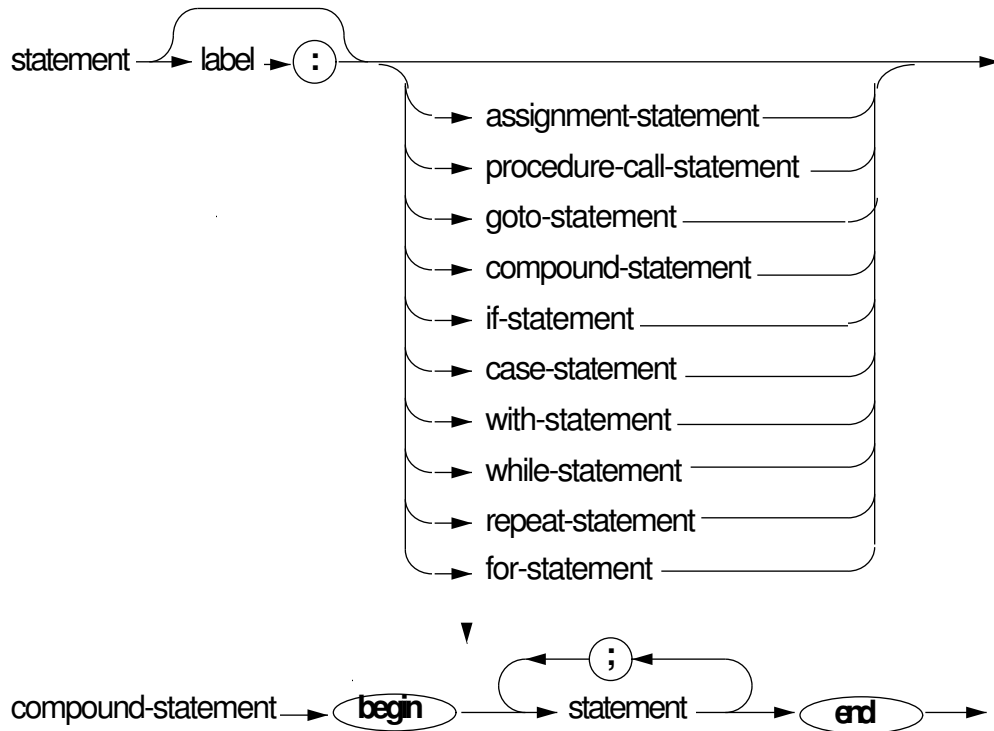 statement label :
assignment-statement
procedure-call-statement
goto-statement
compound-statement
if-statement
case-statement
with-statement
while-statement
repeat-statement
for-statement
;
compound-statement begin statement end